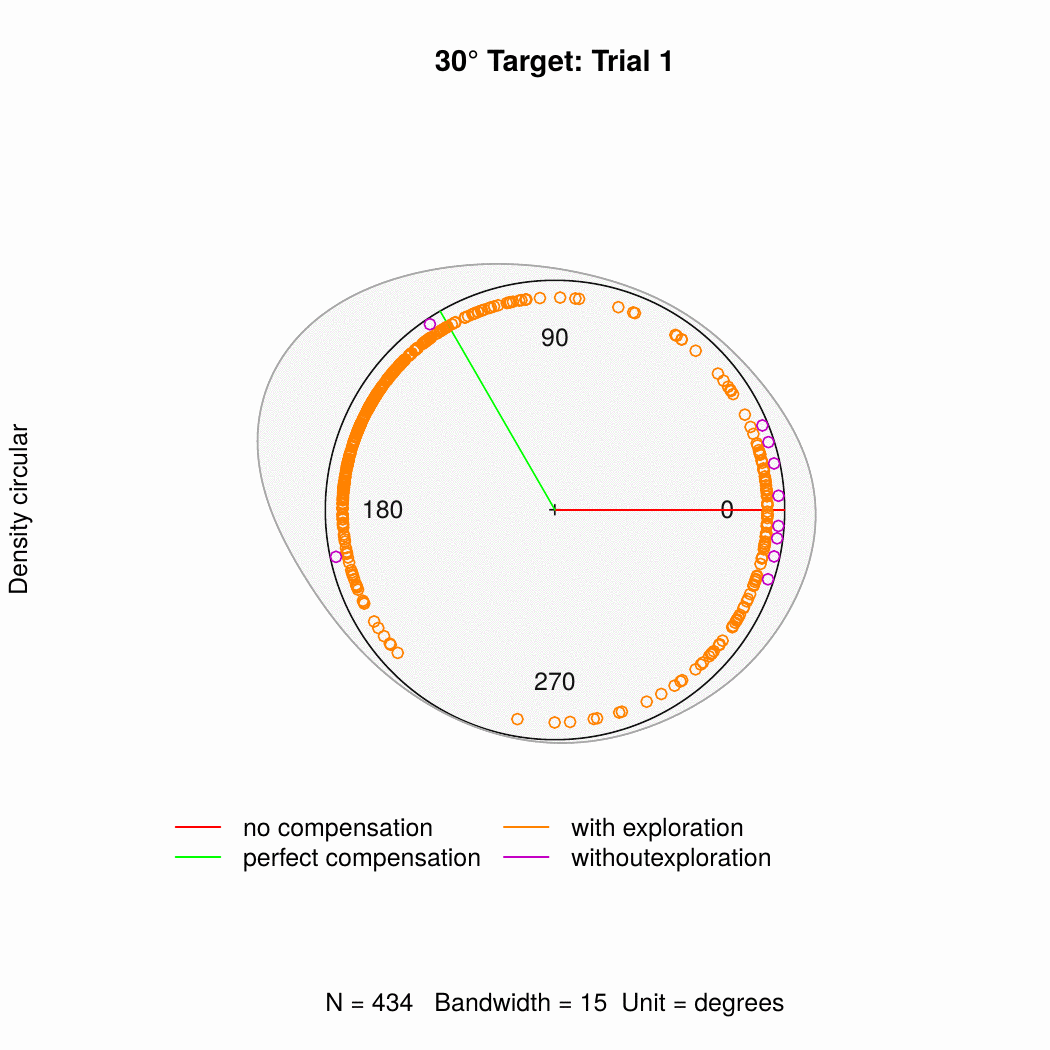 30° Target: Trial 1
Density circular
90
180
0
270
no compensation
with exploration
perfect compensation
withoutexploration
N = 434 Bandwidth = 15 Unit = degrees